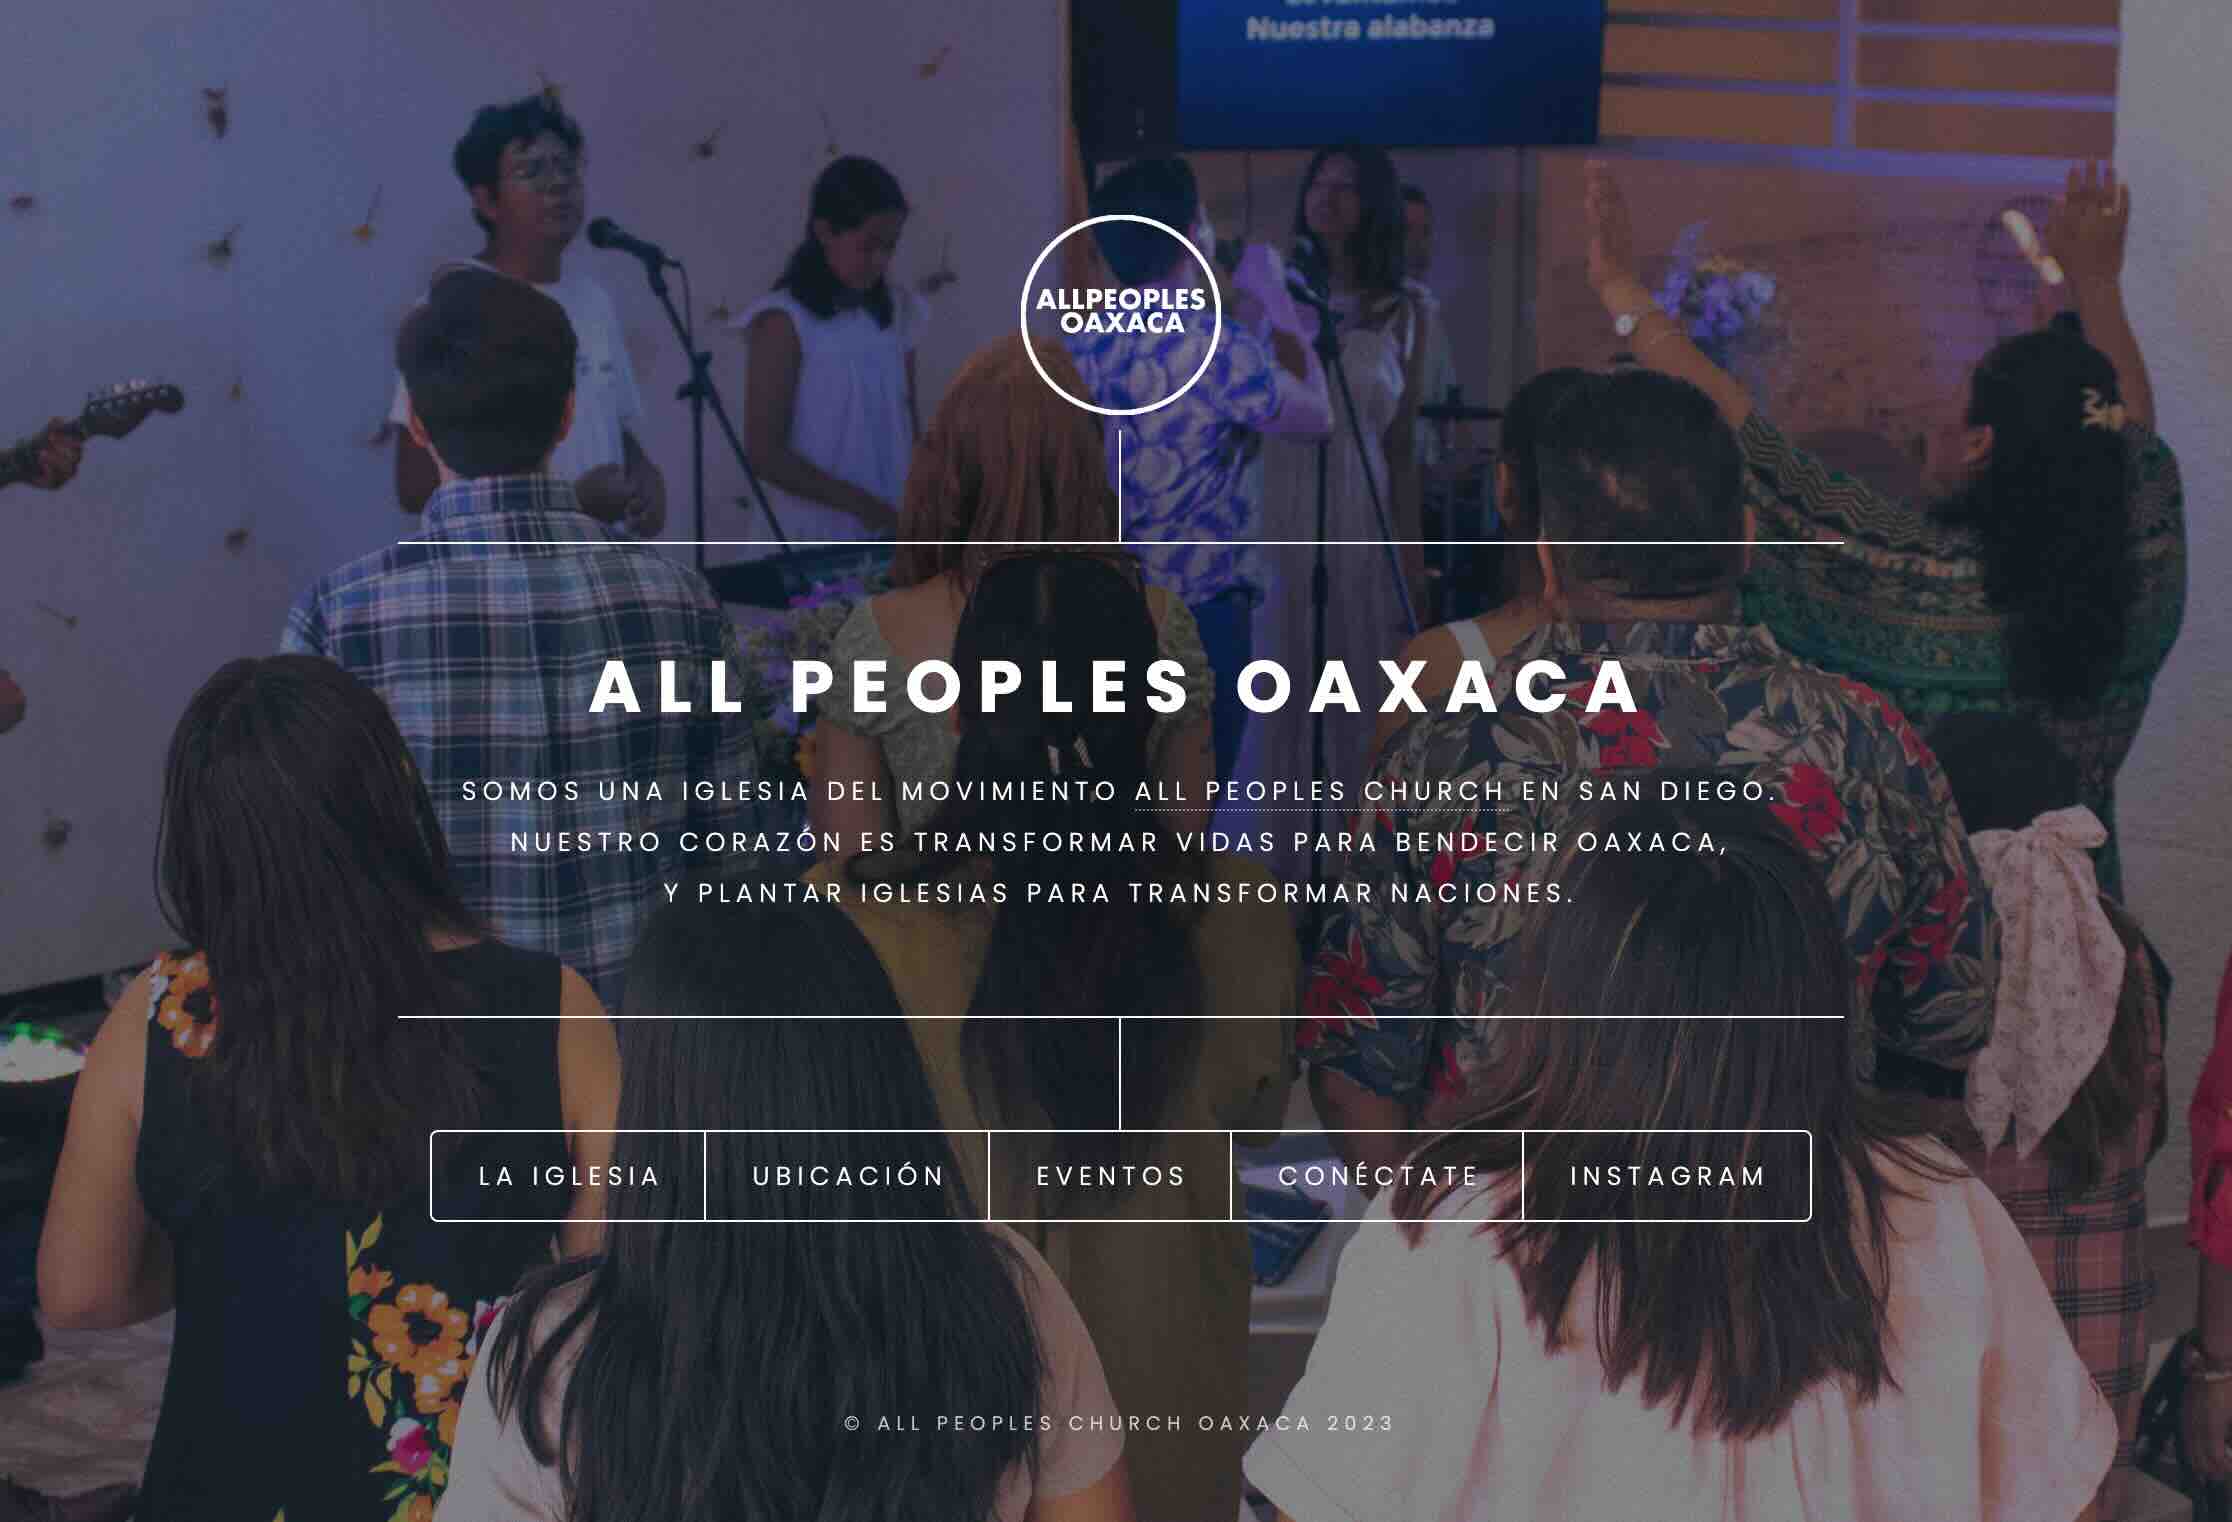 Nuestra alabanza
ALLPEOPLES
OAXACA
ALL PEOPLES OAXACA
SOMOS UNA IGLESIA DEL MOVIMIENTO ALL PEOPLES CHURCH EN SAN DIEGO.
NUESTRO CORAZÓN ES TRANSFORMAR VIDAS PARA BENDECIR OAXACA,
Y PLANTAR IGLESIAS PARA TRANSFORMAR NACIONES.
LA IGLESIA
UBICACIÓN
EVENTOS
CONÉCTATE
INSTAGRAM
© ALL PEOPLES CHURCH OAXACA 2023